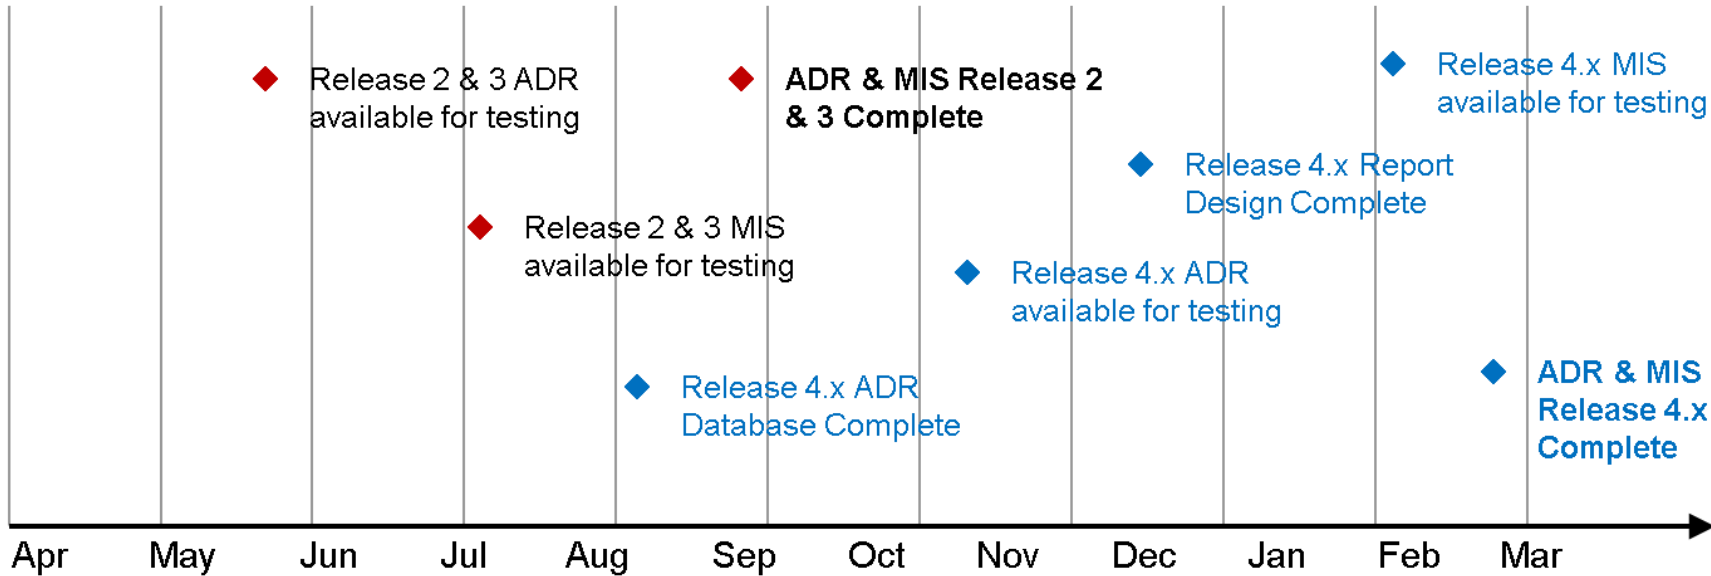 Release 2 & 3 ADR
available for testing
ADR & MIS Release 2
& 3 Complete
Release 4.x MIS
available for testing
Release 4.x Report
Design Complete
Release 2 & 3 MIS
available for testing
Release 4.x ADR
available for testing
Release 4.x ADR
Database Complete
ADR & MIS
Release 4.x
Complete
Apr May Jun Jul Aug Sep Oct Nov Dec Jan Feb Mar